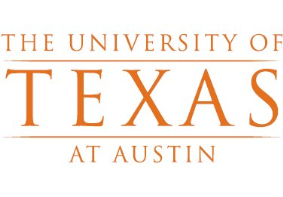 THE UNIVERSITY OF
TEXAS
AT AUSTIN